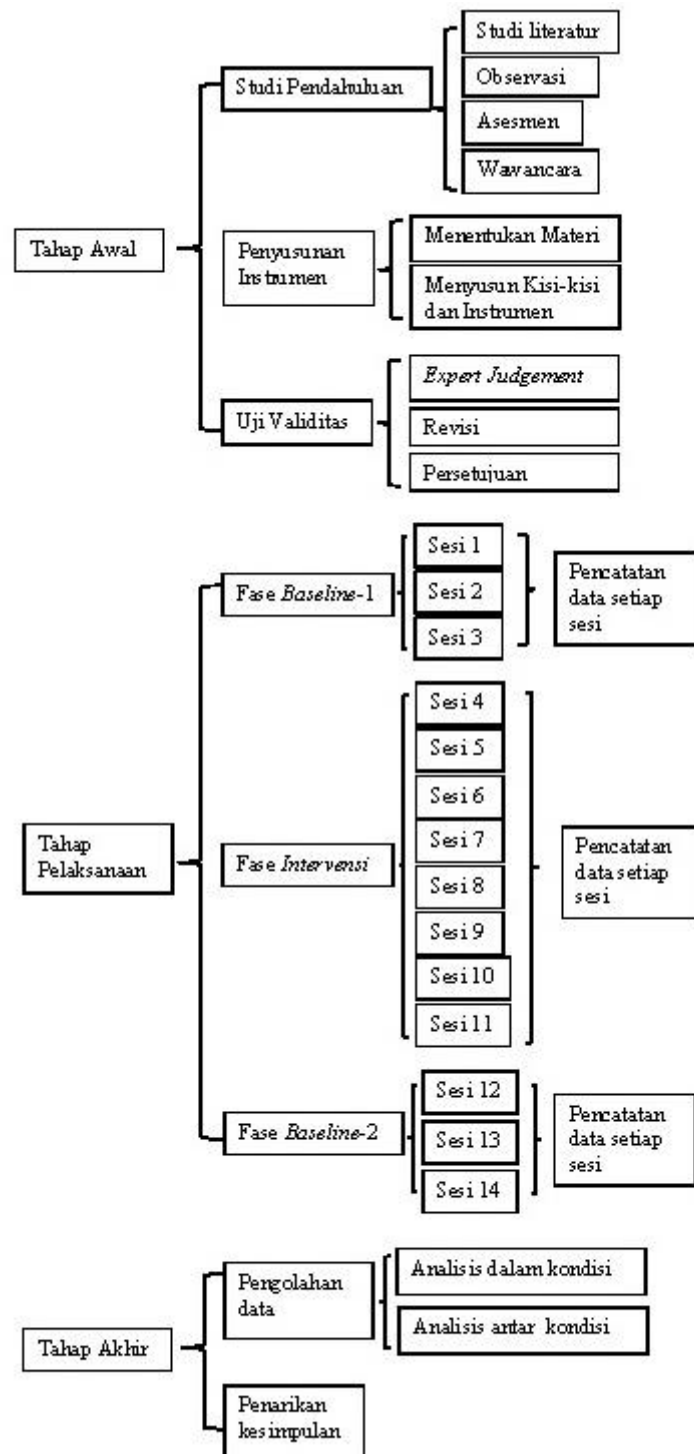 Tahap Awal
Studi Pendahuluan
Studi literatur
Observasi
Asesmen
Wawancara
Penyusunan
Instrumen
Menentukan Materi
Menyusun Kisi-kisi
dan Instrumen
Uji Validitas
Expert Judgement
Revisi
Persetujuan
Tahap
Pelaksanaan
Fase Baseline-1
Sesi 1
Sesi 2
Sesi 3
Pencatatan
data setiap
sesi
Fase Intervensi
Sesi 4
Sesi 5
Sesi 6
Sesi 7
Sesi 8
Sesi 9
Sesi 10
Sesi 11
Pencatatan
data setiap
sesi
Fase Baseline-2
Sesi 12
Sesi 13
Sesi 14
Pencatatan
data setiap
sesi
Tahap Akhir
Pengolahan
data
Analisis dalam kondisi
Analisis antar kondisi
Penarikan
kesimpulan